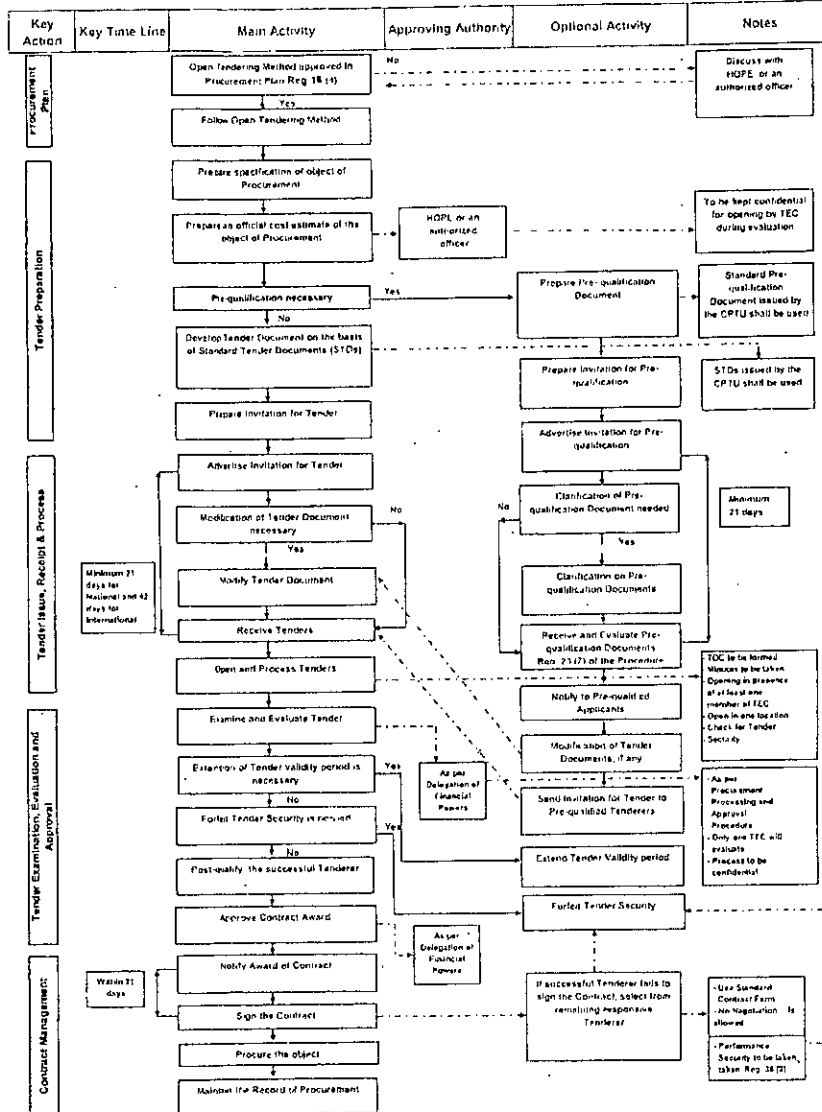 Key
Action
Key Time Line
Main Activity
Approving Authority
Optional Activity
Notes
Procurement
Plan
Open Tendering Method approved in
Procurement Plan Reg. 16 (4)
No
Discuss with
HOPE or an
authorized officer
Yes
Follow Open Tendering Method
Tender Preparation
Prepare specification of object of
Procurement
Prepare an official cost estimate of the
object of Procurement
HOPE or an
authorized
officer
To be kept confidential
for opening by TEC
during evaluation
Pre-qualification necessary
Yes
Prepare Pre-qualification
Document
Standard Pre-
qualification
Document issued by
the CPTU shall be used
No
Develop Tender Document on the basis
of Standard Tender Documents (STDs)
Prepare Invitation for Pre-
qualification
STDs issued by the
CPTU shall be used
Prepare Invitation for Tender
Advertise Invitation for Pre-
qualification
Tender Issue, Receipt & Process
Advertise Invitation for Tender
Modification of Tender Document
necessary
No
No
Clarification of Pre-
qualification Document needed
Minimum
21 days
Yes
Yes
Minimum 21
days for
National and 42
days for
International
Modify Tender Document
Clarification on Pre-
qualification Documents
Receive Tenders
Receive and Evaluate Pre-
qualification Documents
Reg. 23 (7) of the Procedure
Open and Process Tenders
Notify to Pre-qualified
Applicants
- TOC to be formed
Minutes to be taken
- Opening in presence
of at least one
member of TEC
- Open in one location
- Check for Tender
Security
Tender Examination, Evaluation and
Approval
Examine and Evaluate Tender
Modification of Tender
Documents, if any
Extension of Tender validity period is
necessary
Yes
As per
Delegation of
Financial
Powers
Send Invitation for Tender to
Pre-qualified Tenderers
- As per
Procurement
Processing and
Approval
Procedure
- Only one TEC will
evaluate
- Process to be
confidential
No
Forfeit Tender Security is needed
Yes
Extend Tender Validity period
No
Post-qualify the successful Tenderer
Forfeit Tender Security
Approve Contract Award
As per
Delegation of
Financial
Powers
Contract Management
Notify Award of Contract
Within
days
Sign the Contract
If successful Tenderer fails to
sign the Contract, select from
remaining responsive
Tenderer
- Use Standard
Contract Form
- No Negotiation is
allowed
- Performance
Security to be taken,
taken Reg. 38
Procure the object
Maintain the Record of Procurement